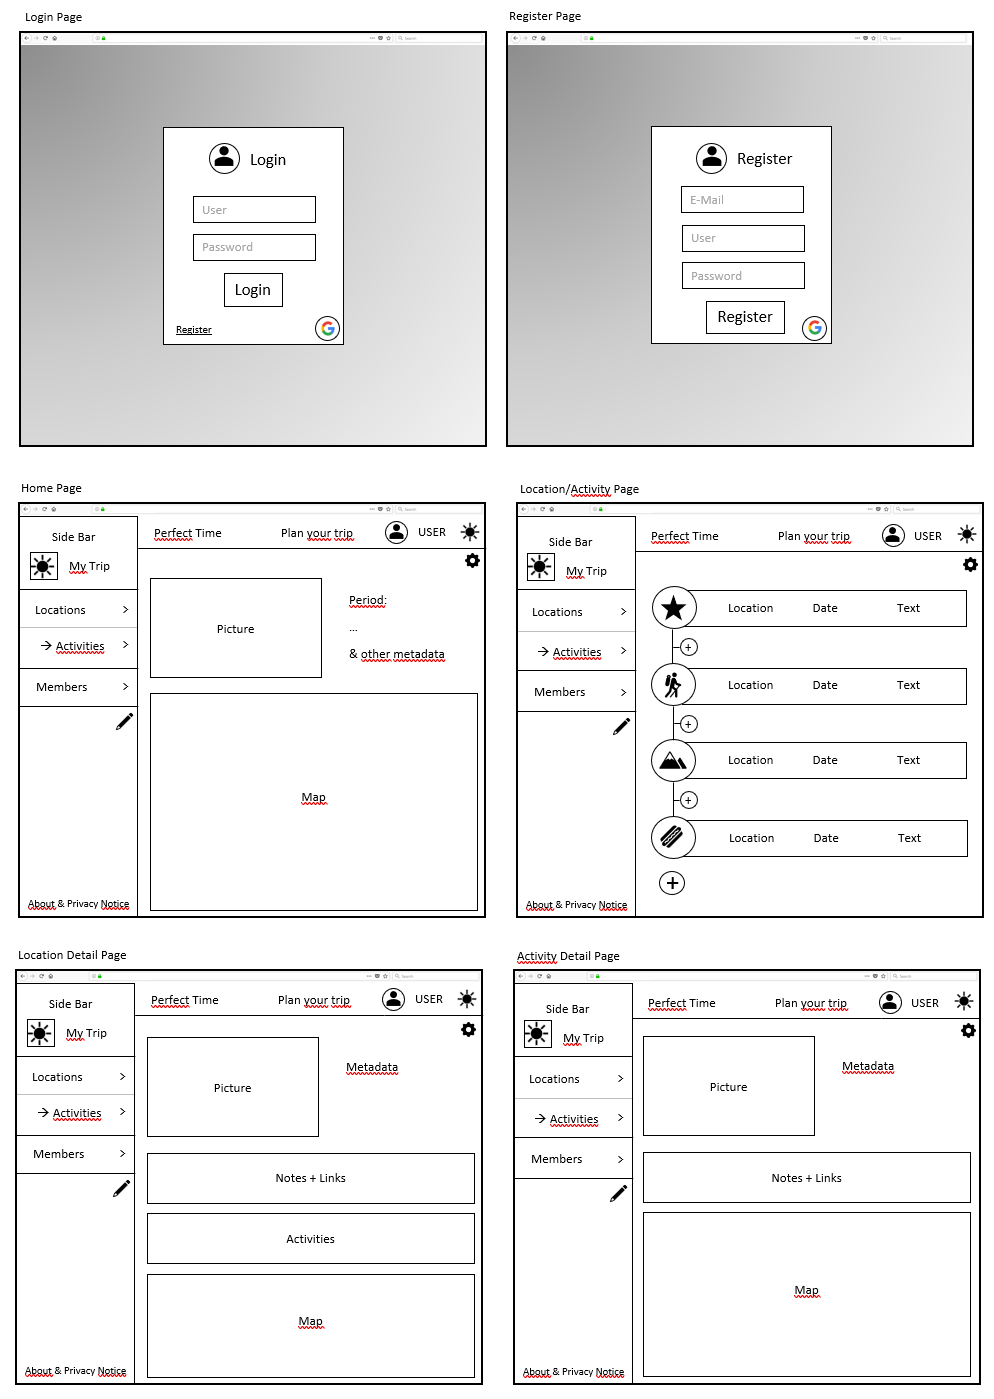 Login Page
Search
Login
User
Password
Login
Register
G
Register Page
Search
Register
E-Mail
User
Password
Register
G
Home Page
Search
Side Bar
My Trip
Locations
Activities
Members
About & Privacy Notice
Perfect Time
Plan your trip
USER
Picture
Period:
...
& other metadata
Map
Location/Activity Page
Search
Side Bar
My Trip
Locations
Activities
Members
About & Privacy Notice
Perfect Time
Plan your trip
USER
Location Date Text
Location Date Text
Location Date Text
Location Date Text
Location Detail Page
Search
Side Bar
My Trip
Locations
Activities
Members
About & Privacy Notice
Perfect Time
Plan your trip
USER
Picture
Metadata
Notes + Links
Activities
Map
Activity Detail Page
Search
Side Bar
My Trip
Locations
Activities
Members
About & Privacy Notice
Perfect Time
Plan your trip
USER
Picture
Metadata
Notes + Links
Map